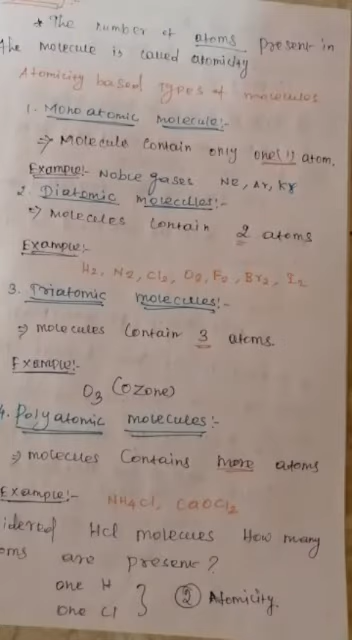 * The number of atoms present in
the molecule is called atomicity
Atomicity based Types of molecules
1. Mono atomic molecule:-
⇒ Molecule contain only one(1) atom.
Example:- Noble gases Ne, Ar, Kr
2. Diatomic molecules:-
⇒ Molecules contain 2 atoms
Example:-
H2, N2, Cl2, O2, F2, Br2, I2
3. Triatomic molecules:-
⇒ molecules contain 3 atoms.
Example:-
O3 (Ozone)
4. Polyatomic molecules:-
⇒ molecules contains more atoms
Example:- NH4Cl, CaOCl2
idered Hcl molecules How many
oms are present?
one H
one Cl } ② Atomicity.